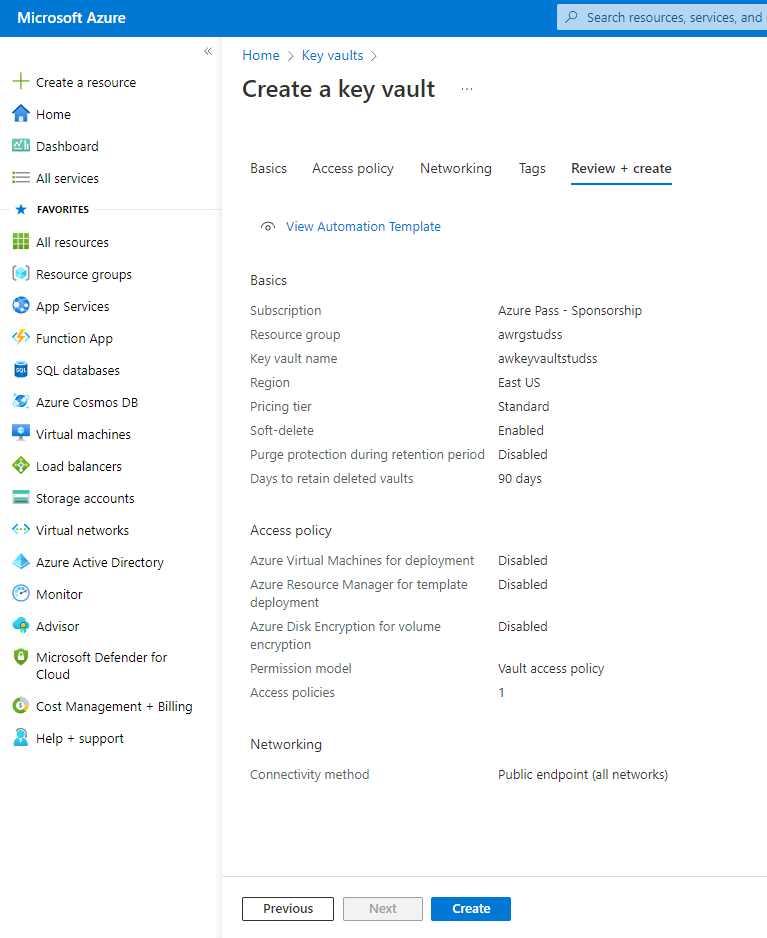 Microsoft Azure
Search resources, services, and
«
Create a resource
Home
Dashboard
All services
FAVORITES
All resources
Resource groups
App Services
Function App
SQL databases
Azure Cosmos DB
Virtual machines
Load balancers
Storage accounts
Virtual networks
Azure Active Directory
Monitor
Advisor
Microsoft Defender for
Cloud
Cost Management + Billing
Help + support
Home > Key vaults >
Create a key vault ...
Basics Access policy Networking Tags Review + create
View Automation Template
Basics
Subscription Azure Pass - Sponsorship
Resource group awrgstudss
Key vault name awkeyvaultstudss
Region East US
Pricing tier Standard
Soft-delete Enabled
Purge protection during retention period Disabled
Days to retain deleted vaults 90 days
Access policy
Azure Virtual Machines for deployment Disabled
Azure Resource Manager for template Disabled
deployment
Azure Disk Encryption for volume Disabled
encryption
Permission model Vault access policy
Access policies 1
Networking
Connectivity method Public endpoint (all networks)
Previous Next Create